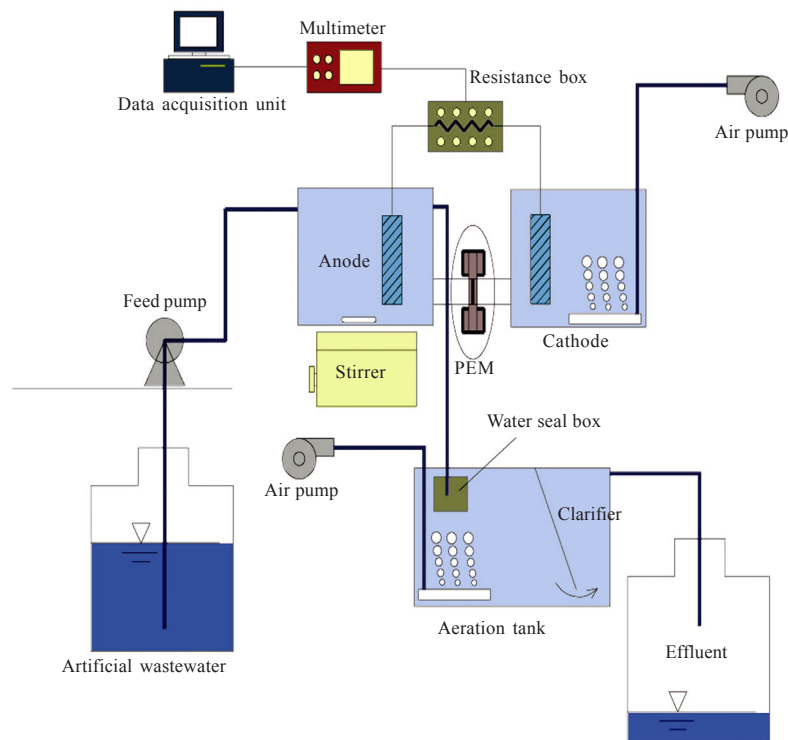 Multimeter
Data acquisition unit
Resistance box
Air pump
Anode
Feed pump
Cathode
PEM
Stirrer
Water seal box
Air pump
Clarifier
Aeration tank
Effluent
Artificial wastewater